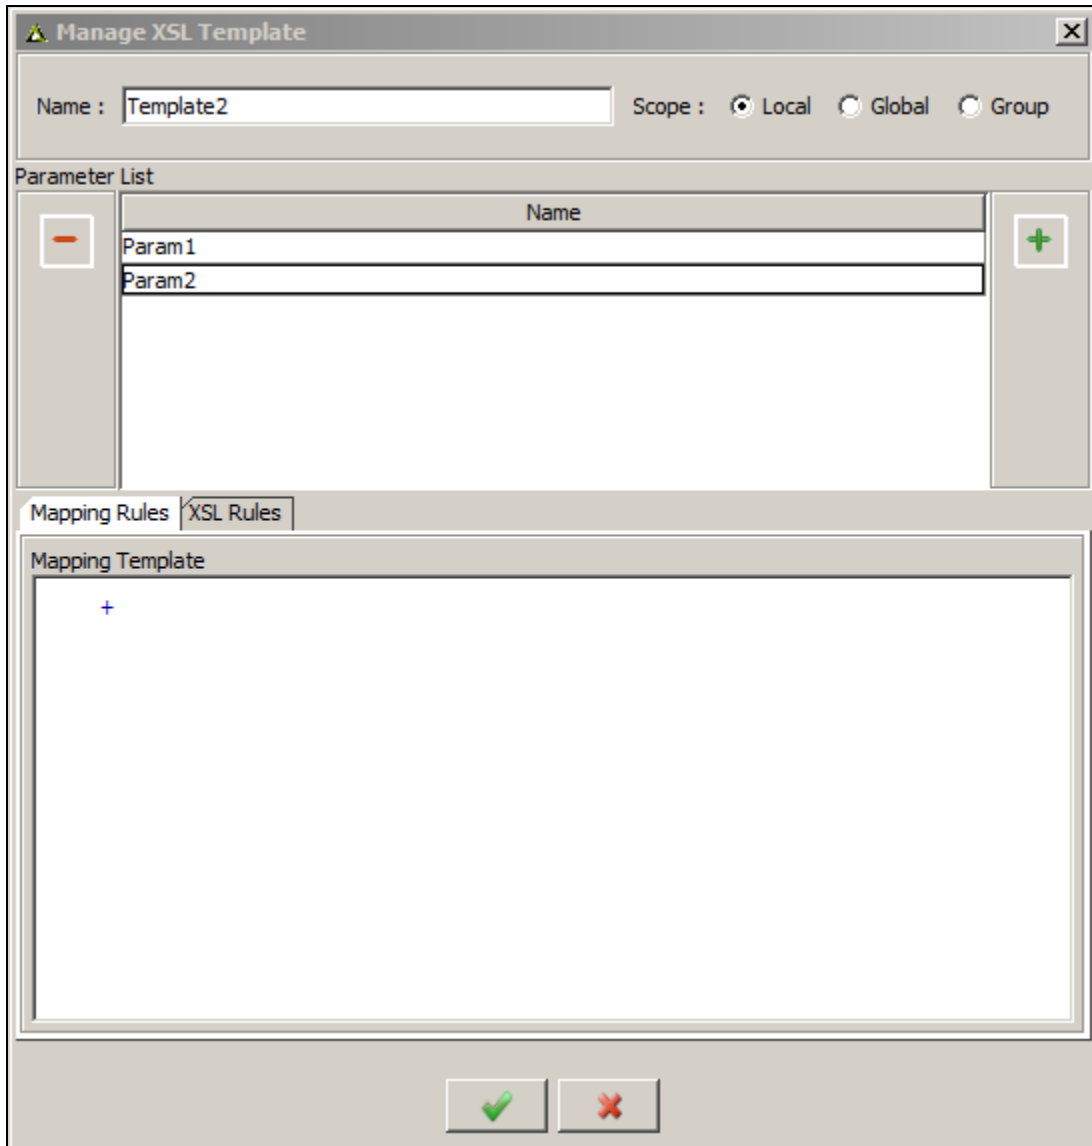 Manage XSL Template
Name : Template2 Scope : Local Global Group
Parameter List
Name
Param1
Param2
Mapping Rules XSL Rules
Mapping Template
+